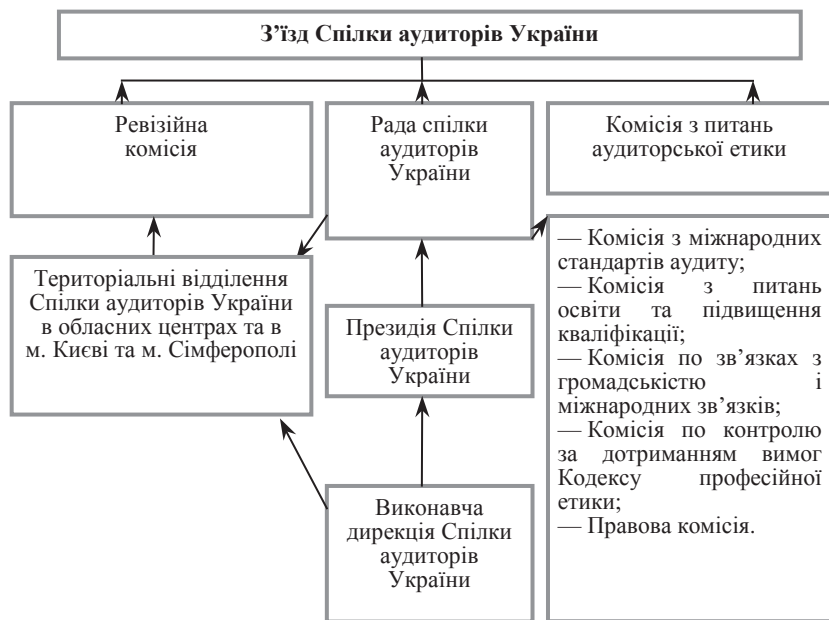 З’їзд Спілки аудиторів України
Ревізійна
комісія
Рада спілки
аудиторів
України
Комісія з питань
аудиторської етики
Територіальні відділення
Спілки аудиторів України
в обласних центрах та в
м. Києві та м. Сімферополі
Президія Спілки
аудиторів
України
— Комісія з міжнародних
стандартів аудиту;
— Комісія з питань
освіти та підвищення
кваліфікації;
— Комісія по зв’язках з
громадськістю і
міжнародних зв’язків;
— Комісія по контролю
за дотриманням вимог
Кодексу професійної
етики;
— Правова комісія.
Виконавча
дирекція Спілки
аудиторів
України